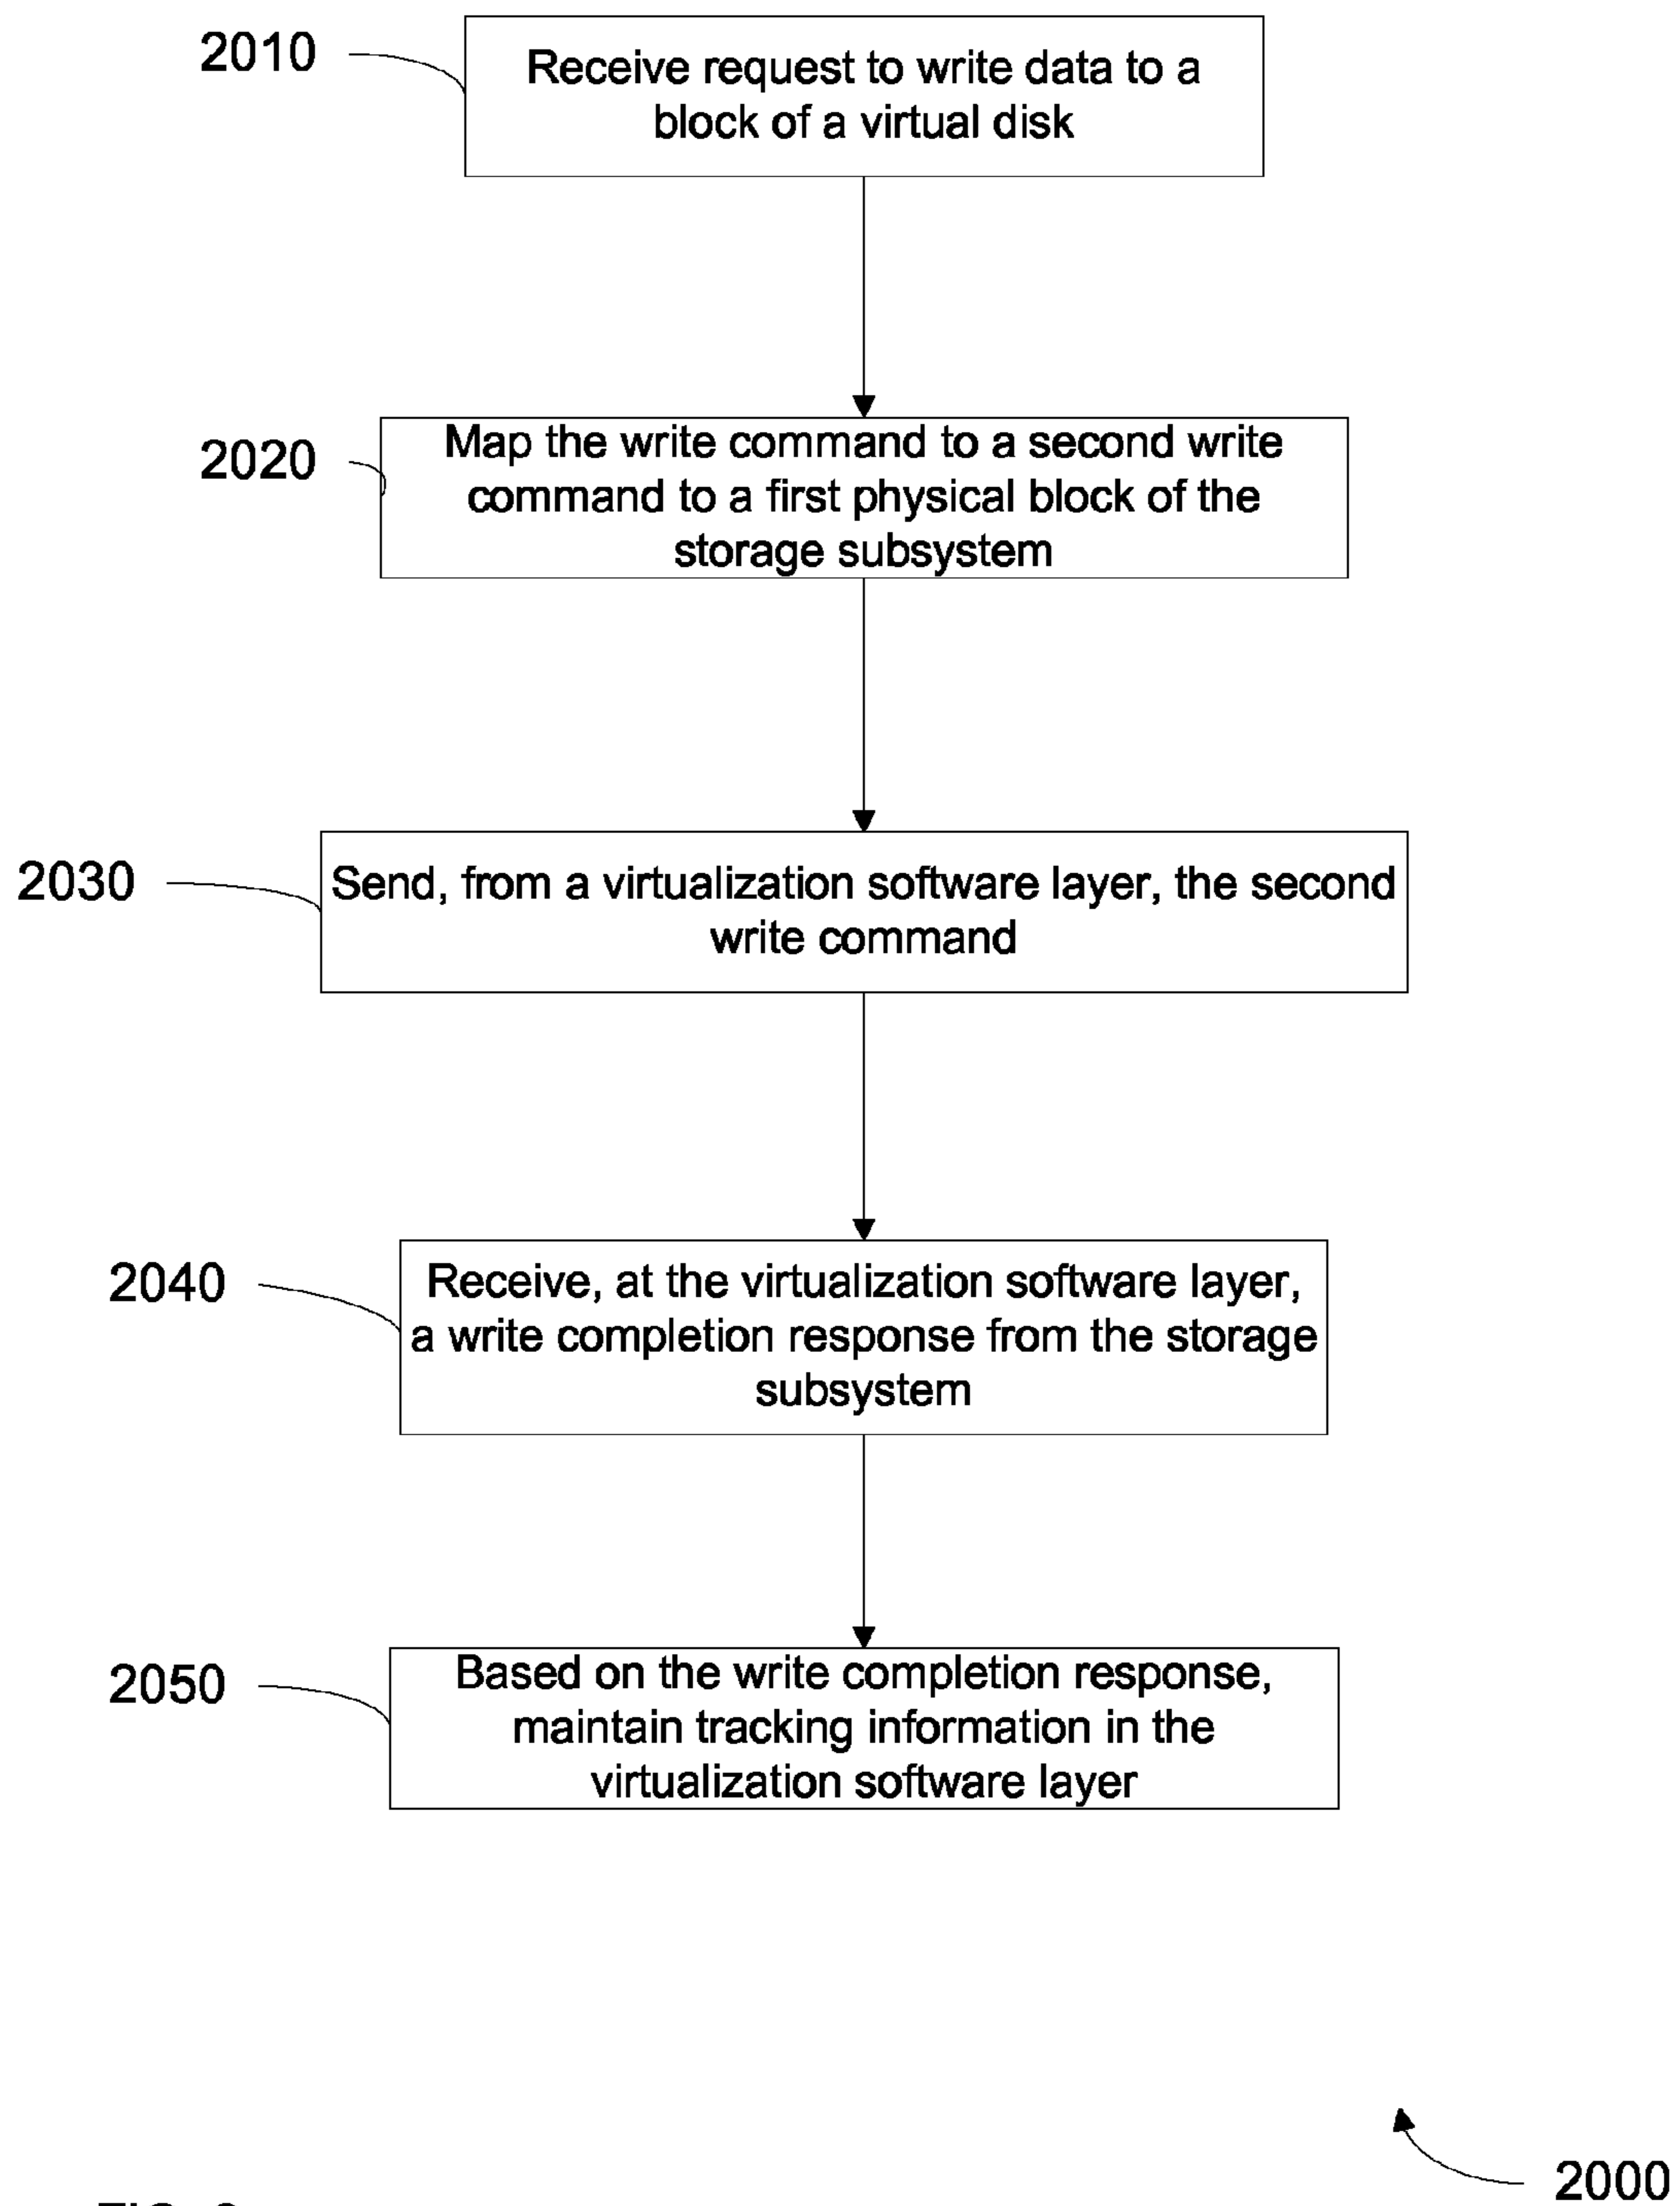 2010
Receive request to write data to a
block of a virtual disk
2020
Map the write command to a second write
command to a first physical block of the
storage subsystem
2030
Send, from a virtualization software layer, the second
write command
2040
Receive, at the virtualization software layer,
a write completion response from the storage
subsystem
2050
Based on the write completion response,
maintain tracking information in the
virtualization software layer
2000